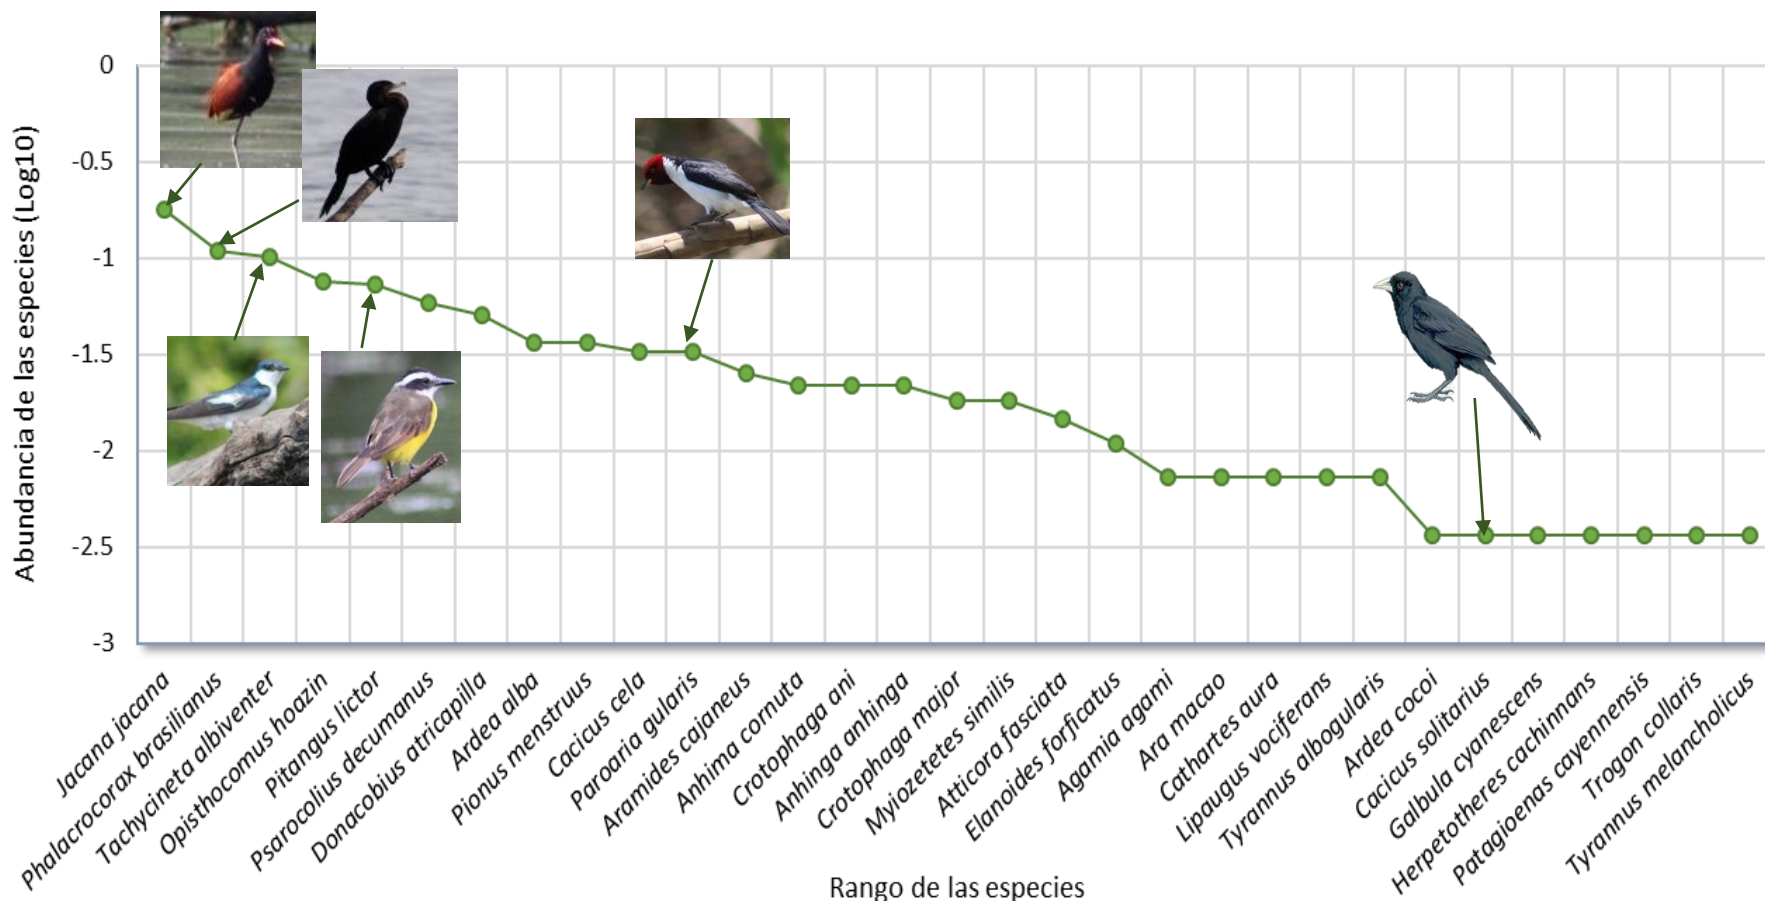 0
-0.5
-1
-1.5
-2
-2.5
-3
Abundancia de las especies (Log10)
Jacana jacana
Phalacrocorax brasilianus
Tachycineta albiventer
Opisthocomus hoazin
Pitangus lictor
Psarocolius decumanus
Donacobius atricapilla
Ardea alba
Pionus menstruus
Cacicus cela
Paroaria gularis
Aramides cajaneus
Anhima cornuta
Crotophaga ani
Anhinga anhinga
Crotophaga major
Myiozetetes similis
Atticora fasciata
Elanoides forficatus
Agamia agami
Ara macao
Cathartes aura
Lipaugus vociferans
Tyrannus albogularis
Ardea cocoi
Cacicus solitarius
Galbula cyanescens
Herpetotheres cachinnans
Patagioenas cayennensis
Trogon collaris
Tyrannus melancholicus
Rango de las especies